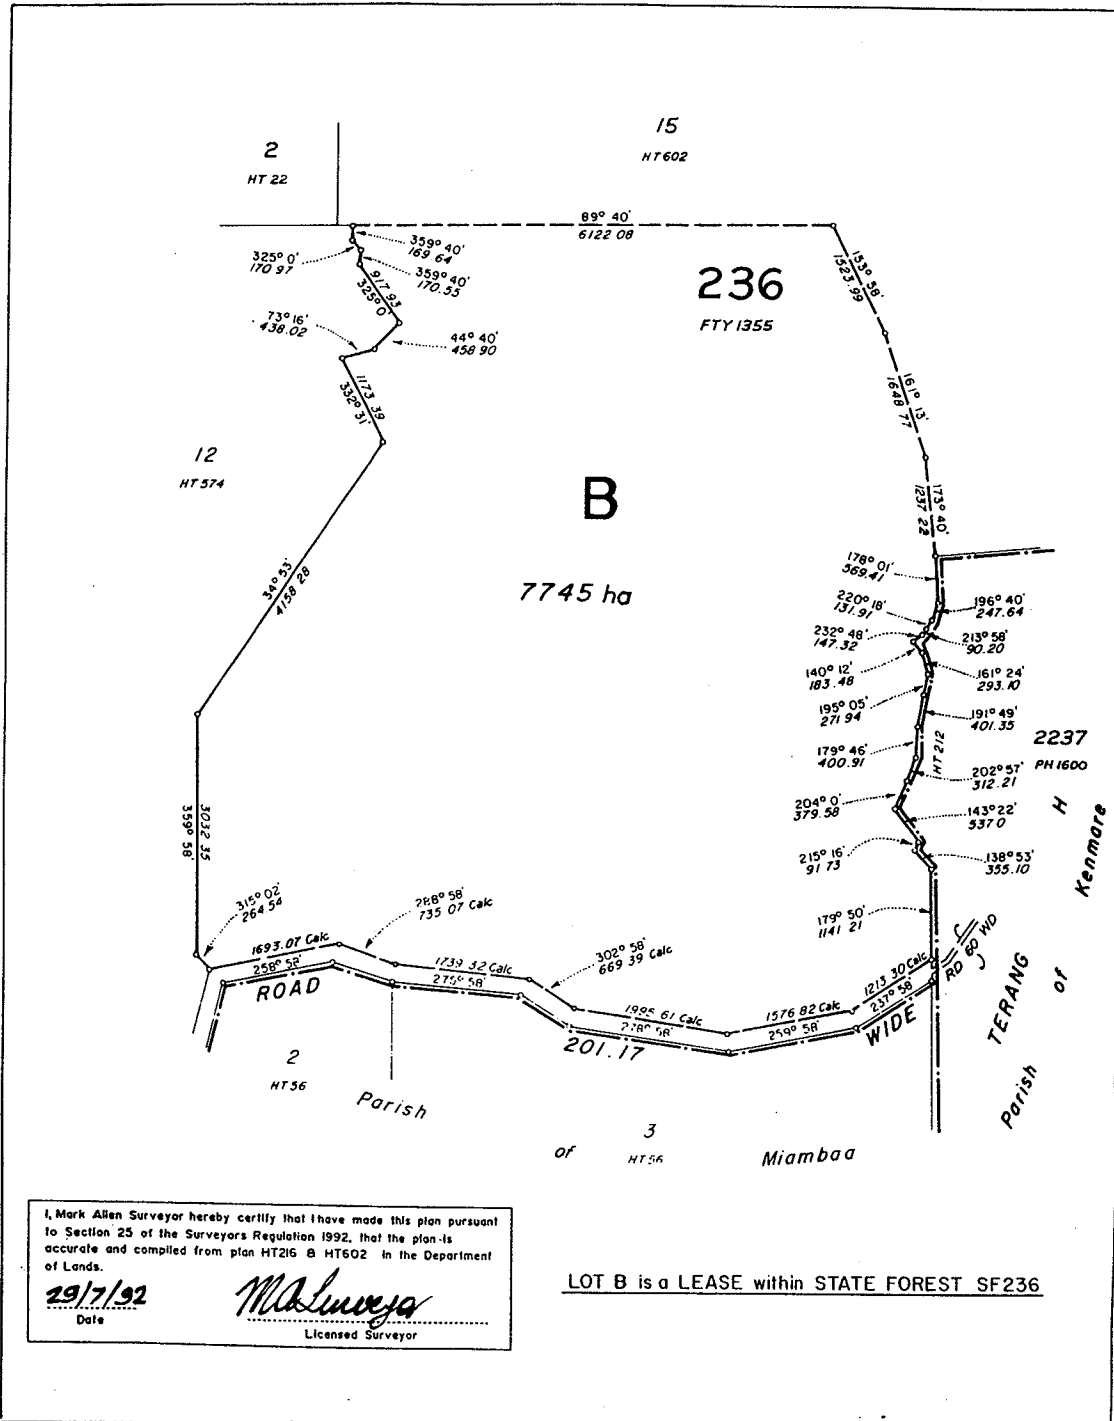 15
HT 602
2
HT 22
89° 40'
6122 08
359° 40'
169.64
325° 0'
170 97
359° 40'
170.55
917 93
325° 0'
236
FTY 1355
153° 58'
1523.99
73° 16'
438.02
44° 40'
458 90
1173 39
332° 31'
161° 13'
1648 77
12
HT 574
B
173° 40'
1237 22
7745 ha
34° 53'
4158 28
178° 01'
569.41
220° 18'
131.91
196° 40'
247.64
232° 48'
147.32
213° 58'
90.20
140° 12'
183.48
161° 24'
293.10
195° 05'
271 94
191° 49'
401.35
HT 212
2237
PH 1600
179° 46'
400.91
202° 57'
312.21
204° 0'
379.58
143° 22'
537 0
H
Kenmare
3032 35
359° 58'
215° 16'
91 73
138° 53'
355.10
315° 02'
264.54
288° 58'
735 07 Calc
179° 50'
1141 21
302° 58'
669 39 Calc
RD 60 WD
1693.07 Calc
258° 58'
ROAD
1739 32 Calc
275° 58'
1213 30 Calc
237° 58'
TERANG
of
1995 61 Calc
278° 58'
1576 82 Calc
259° 58'
WIDE
201.17
2
HT 56
Parish
Parish
of
3
HT 56
Miambaa
I, Mark Allen Surveyor hereby certify that I have made this plan pursuant
to Section 25 of the Surveyors Regulation 1992, that the plan is
accurate and compiled from plan HT216 & HT602 in the Department
of Lands.
29/7/92
Date
Licensed Surveyor
LOT B is a LEASE within STATE FOREST SF236